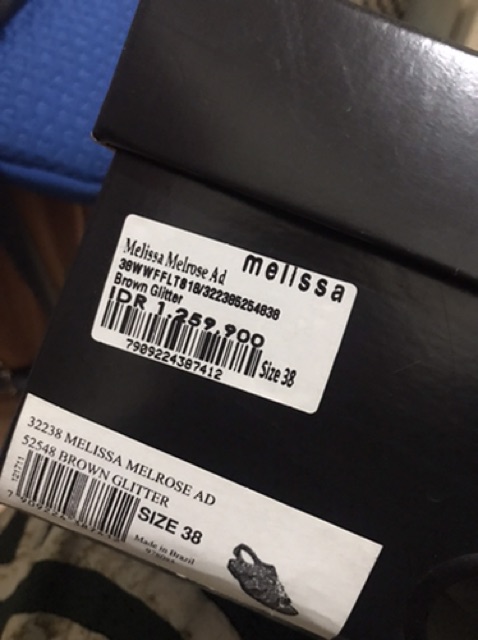 melissa
Melissa Melrose Ad
38WWFFLT818/322385254838
Brown Glitter
IDR 1,259,900
7909224387412
Size 38
32238 MELISSA MELROSE AD
52548 BROWN GLITTER
SIZE 38
Made in Brazil